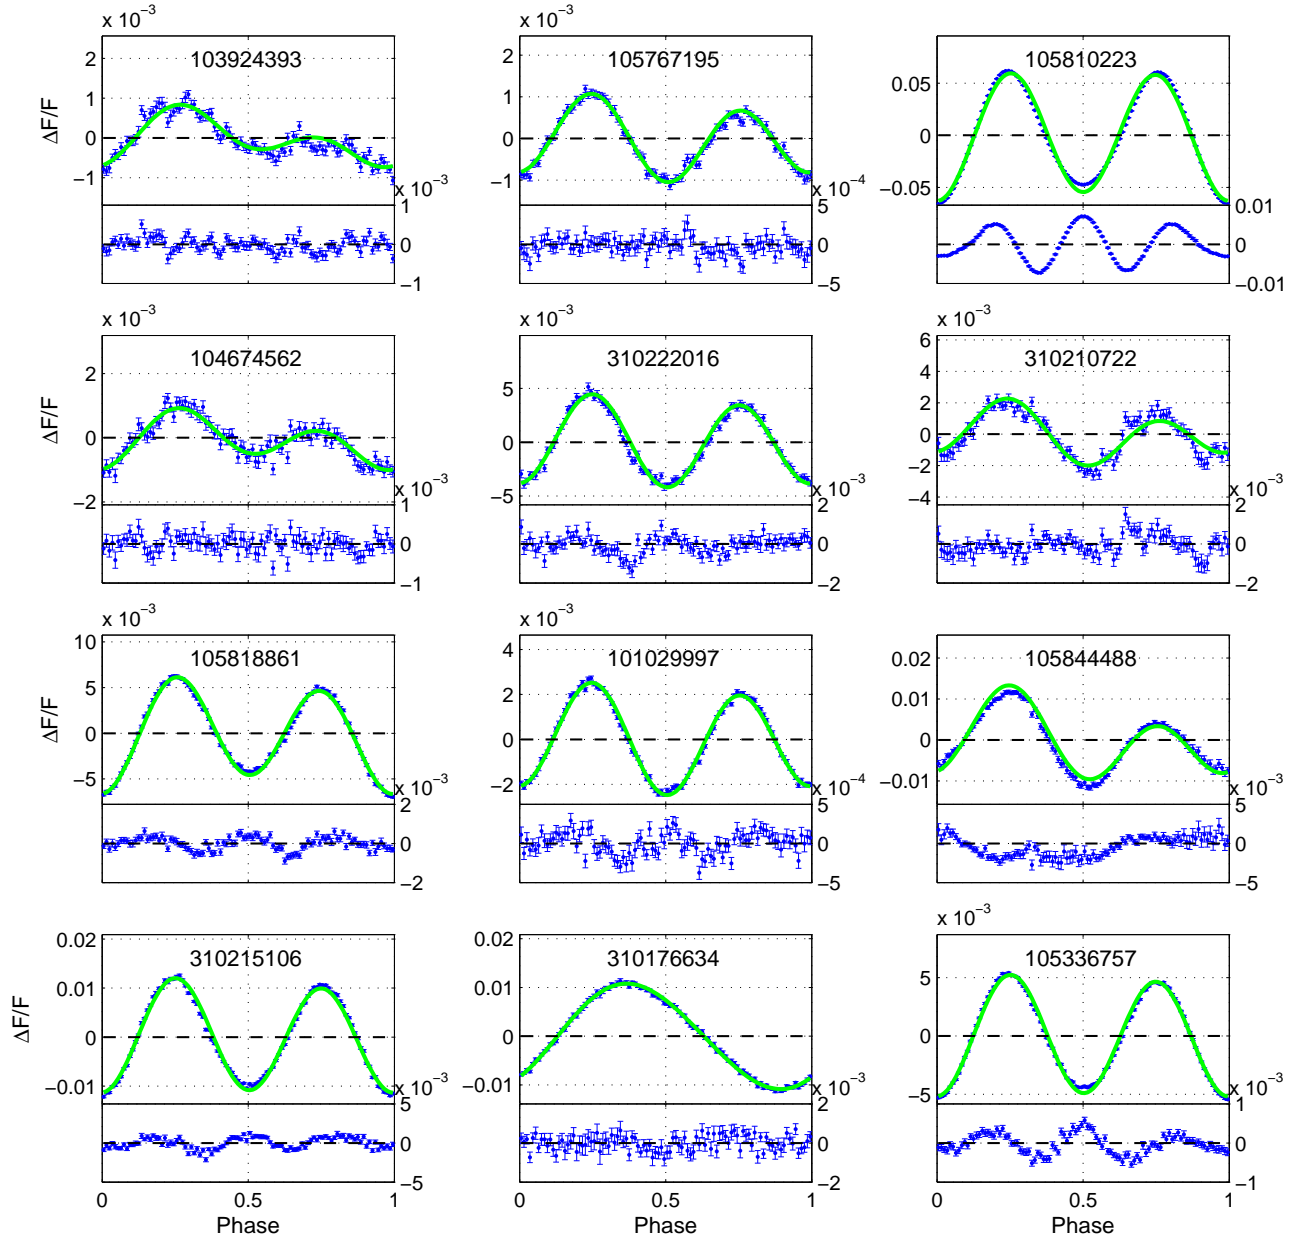 x 10⁻³ x 10⁻³
103924393 105767195 105810223
2 2
1 1 0.05
0 0 0
−1 −1 −0.05
ΔF/F
x 10⁻³ x 10⁻⁴
1 5 0.01
0 0 0
−1 −5 −0.01
x 10⁻³ x 10⁻³ x 10⁻³
104674562 310222016 310210722
2 5 6
0 0 4
−2 −5 2
0
−2
−4
ΔF/F
x 10⁻³ x 10⁻³ x 10⁻³
1 2 2
0 0 0
−1 −2 −2
x 10⁻³ x 10⁻³
105818861 101029997 105844488
10 4 0.02
5 2 0.01
0 0 0
−5 −2 −0.01
ΔF/F
x 10⁻³ x 10⁻⁴ x 10⁻³
2 5 5
0 0 0
−2 −5 −5
x 10⁻³
310215106 310176634 105336757
0.02 0.02 5
0.01 0.01 0
0 0 −5
−0.01 −0.01
ΔF/F
x 10⁻³ x 10⁻³ x 10⁻³
5 2 1
0 0 0
−5 −2 −1
0 0.5 1 0 0.5 1 0 0.5 1
Phase Phase Phase